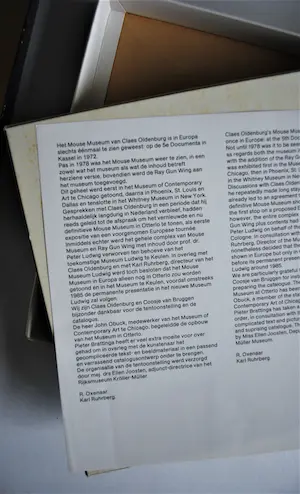 Het Mouse Museum van Claes Oldenburg is in Europa
slechts éénmaal te zien geweest: op de 5e Documenta in
Kassel in 1972.
Pas in 1978 was het Mouse Museum weer te zien, in een
zowel wat het museum als wat de inhoud betreft
herziene versie, bovendien werd de Ray Gun Wing aan
het museum toegevoegd.
Dit geheel werd eerst in het Museum of Contemporary
Art te Chicago getoond, daarna in Phoenix, St. Louis en
Dallas en tenslotte in het Whitney Museum in New York.
Gesprekken met Claes Oldenburg in een periode dat hij
herhaaldelijk langdurig in Nederland verbleef, hadden
reeds geleid tot de afspraak om het vernieuwde en nu
definitieve Mouse Museum in Otterlo te tonen, als eerste
expositie van een voorgenomen Europese tournee.
Inmiddels echter werd het gehele complex van Mouse
Museum en Ray Gun Wing met inhoud door prof. dr.
Peter Ludwig verworven ten behoeve van het
toekomstige Museum Ludwig te Keulen. In overleg met
Claes Oldenburg en met Karl Ruhrberg, directeur van het
Museum Ludwig werd toch besloten dat het Mouse
Museum in Europa alleen nog in Otterlo zou worden
getoond en in het Museum te Keulen, voordat omstreeks
1985 de permanente presentatie in het nieuwe Museum
Ludwig zal volgen.
Wij zijn Claes Oldenburg en Coosje van Bruggen
bijzonder dankbaar voor de tentoonstelling en de
catalogus.
De heer John Obuck, medewerker van het Museum of
Contemporary Art te Chicago, begeleidde de opbouw
van het Museum in Otterlo.
Pieter Brattinga heeft er veel extra moeite voor over
gehad om in overleg met de kunstenaar het
gecompliceerde tekst- en beeldmateriaal in een passend
en verrassend catalogusontwerp onder te brengen.
De organisatie van de tentoonstelling werd verzorgd
door mej. drs Ellen Joosten, adjunct-directrice van het
Rijksmuseum Kröller-Müller
R. Oxenaar
Karl Ruhrberg
Claes Oldenburg's Mouse Mus
once in Europe: at the 5th Doc
Not until 1978 was it to be seen
as regards both the museum
with the addition of the Ray Gu
was exhibited first in the Museu
Chicago, then in Phoenix, St. L
in the Whitney Museum in New
Discussions with Claes Oldenb
he repeatedly made long stays
already led to an agreement
definitive Mouse Museum
the first stop on a projected
however, the entire complex
Gun Wing plus contents had
Peter Ludwig on behalf of the
Cologne. In consultation with
Ruhrberg, Director of the
nonetheless decided that the
shown in Europe but only in
before its permanent present
Ludwig around 1985.
We are particularly grateful
Coosje van Bruggen
preparing the catalogue. The
Museum at Otterlo has been
Obuck, a member of the
Contemporary Art of Chicag
Pieter Brattinga has taken
order, in consultation with the
complicated text and picture
and surprising catalogue.
by Miss Ellen Joosten, Deputy
Müller Museum.
R. Oxenaar
Karl Ruhrberg